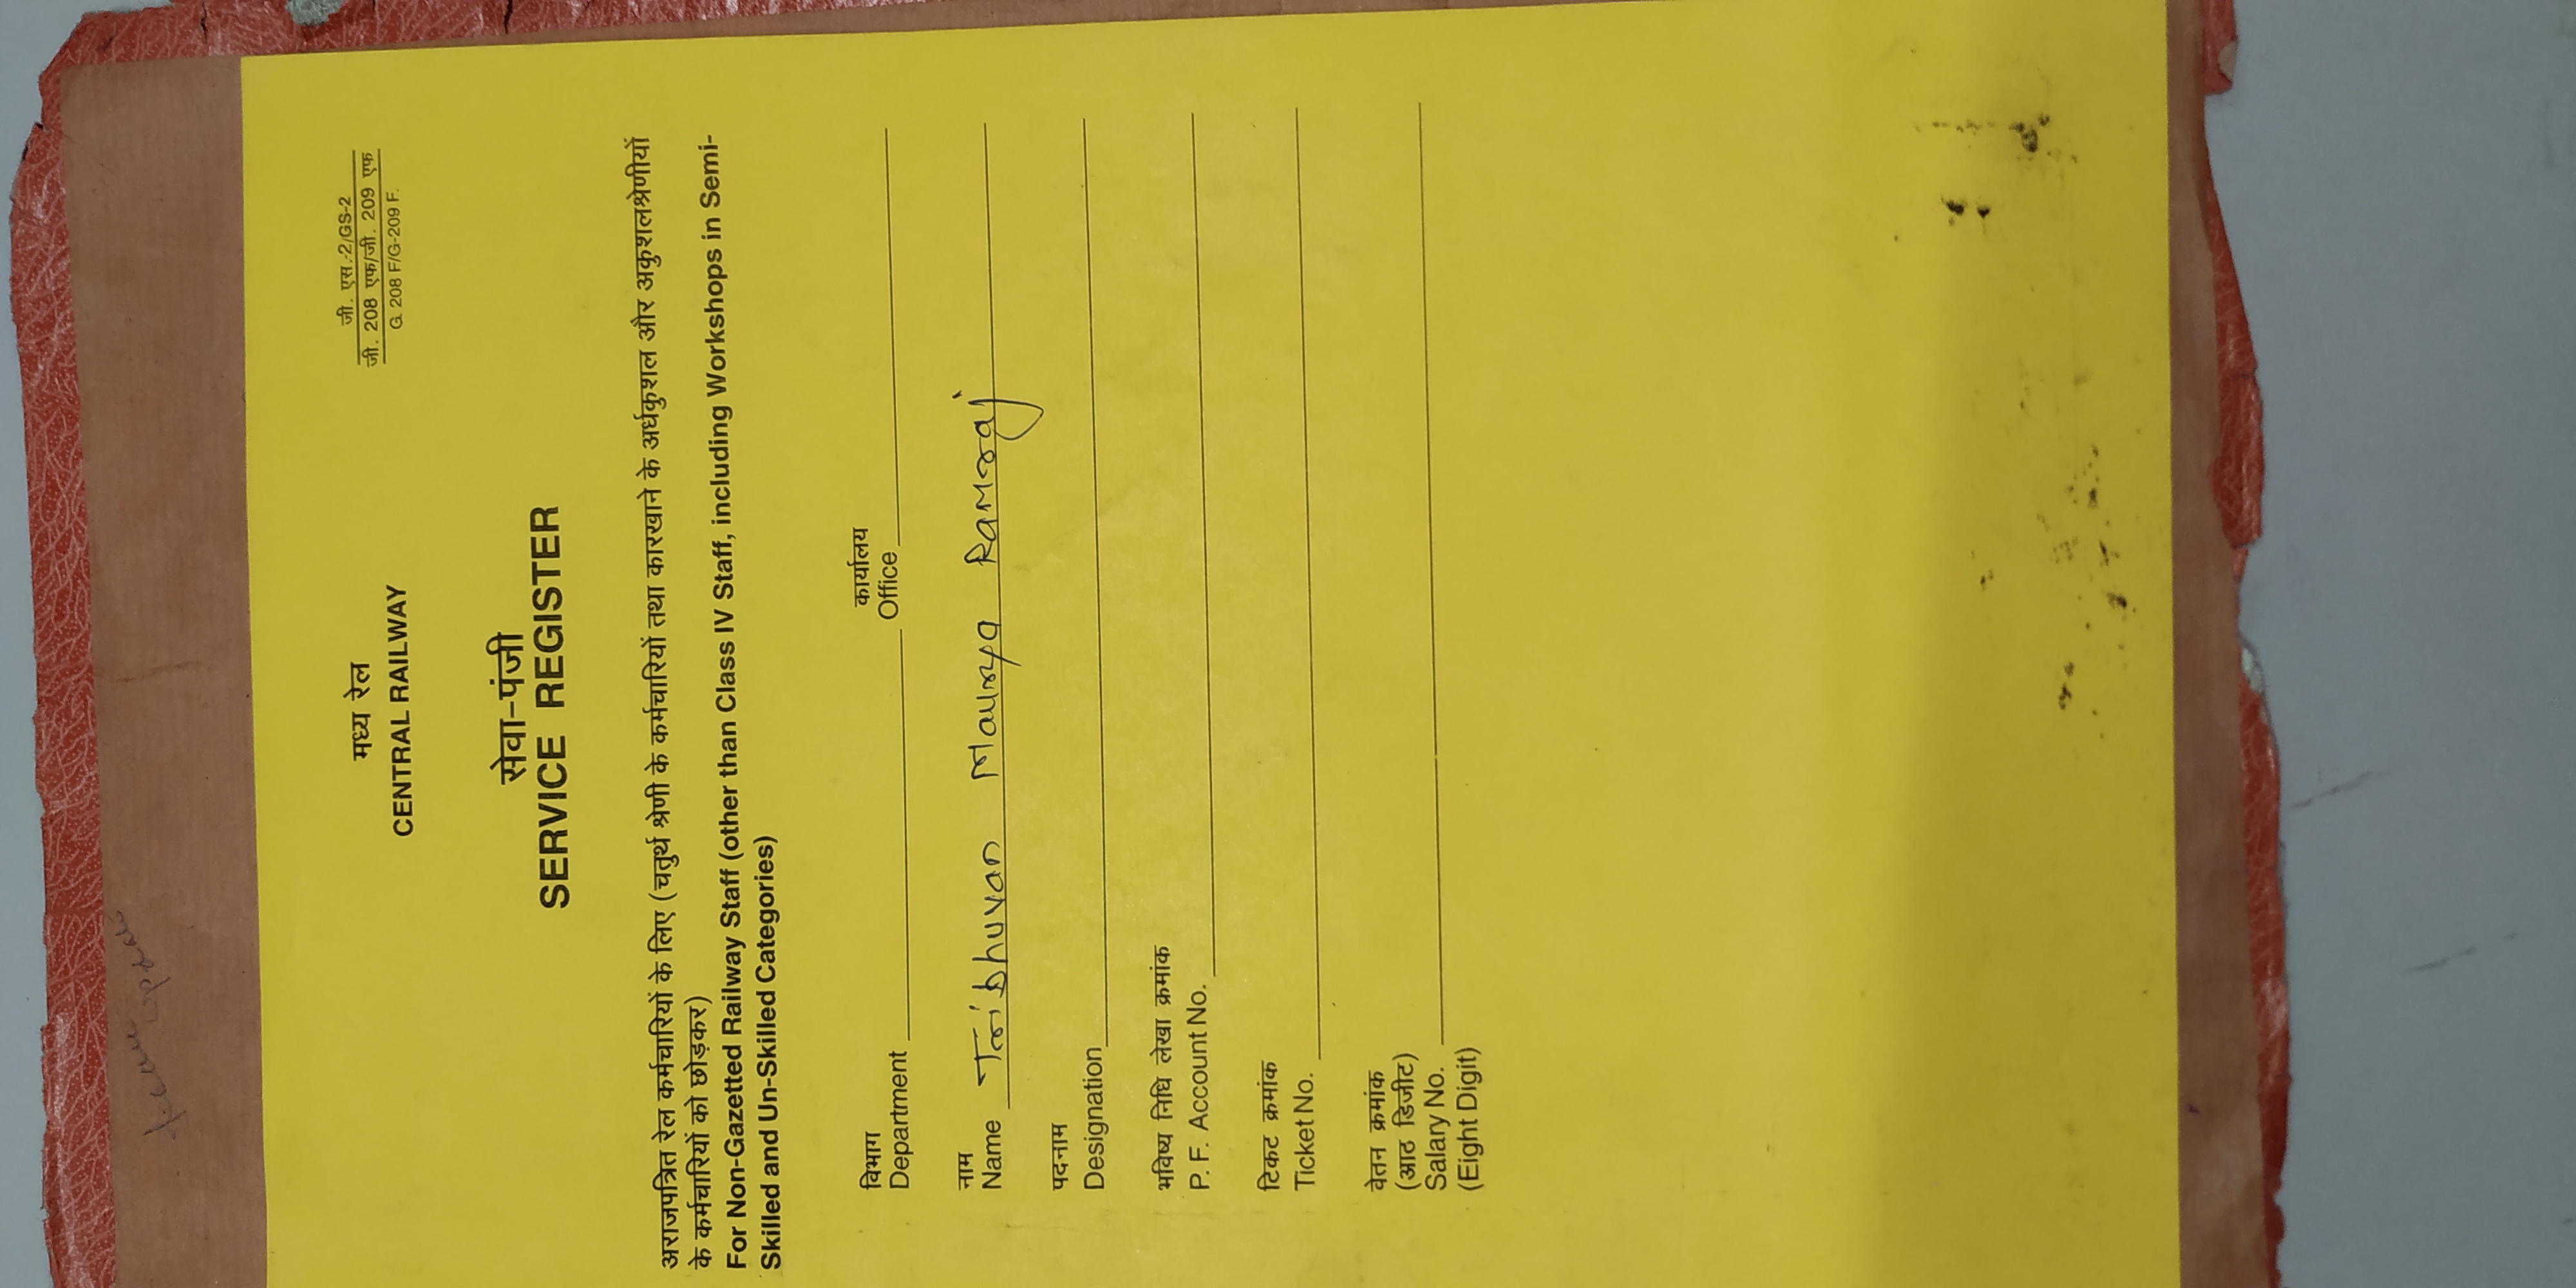 मध्य रेल
CENTRAL RAILWAY
जी. एस.-2/GS-2
जी. 208 एफ/जी. 209 एफ
G. 208 F/G-209 F.
सेवा-पंजी
SERVICE REGISTER
अराजपत्रित रेल कर्मचारियों के लिए (चतुर्थ श्रेणी के कर्मचारियों तथा कारखाने के अर्धकुशल और अकुशलश्रेणीयों
के कर्मचारियों को छोड़कर)
For Non-Gazetted Railway Staff (other than Class IV Staff, including Workshops in Semi-
Skilled and Un-Skilled Categories)
विभाग कार्यालय
Department Office
नाम
Name Tribhuvan Maurya Ramraj
पदनाम
Designation
भविष्य निधि लेखा क्रमांक
P. F. Account No.
टिकट क्रमांक
Ticket No.
वेतन क्रमांक
(आठ डिजीट)
Salary No.
(Eight Digit)